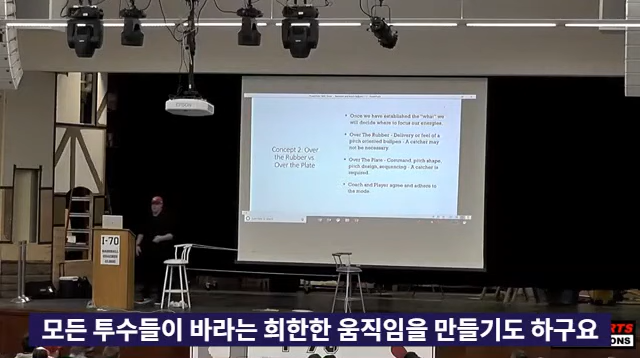 EPSON
Concept 2: Over
the Rubber vs
Over the Plate
• Once we have established the "what" we
will decide where to focus our energies.
• Over The Rubber - Delivery or feel of a
pitch oriented bullpen - A catcher may
not be necessary.
• Over The Plate - Command, pitch shape,
pitch design, sequencing - A catcher is
required.
• Coach and Player agree and adhere to
the mode.
I-70
모든 투수들이 바라는 희한한 움직임을 만들기도 하구요